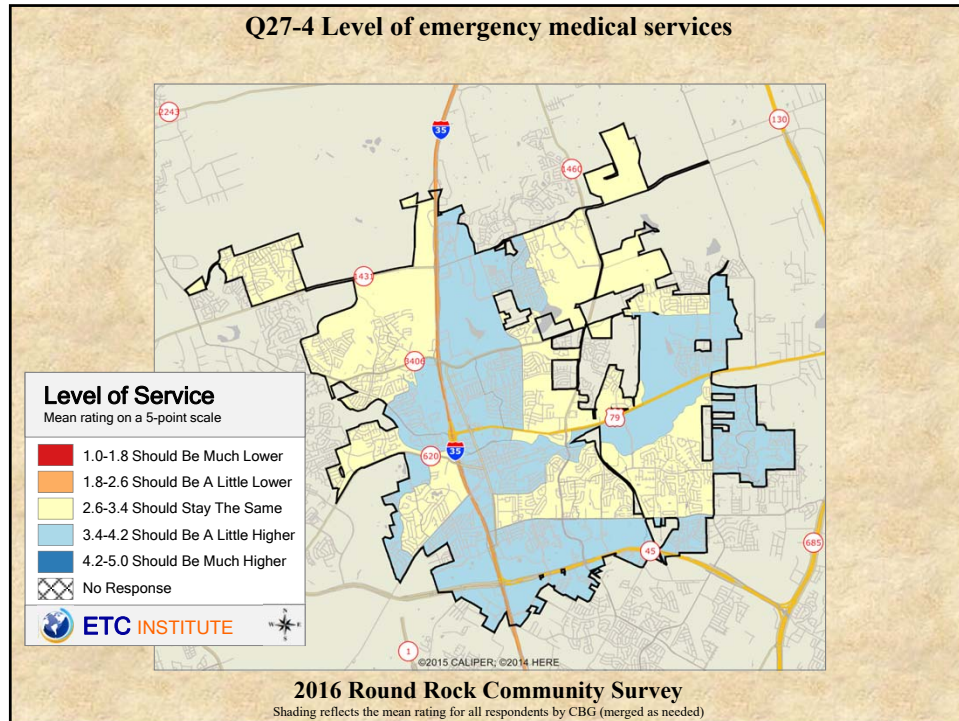 Q27-4 Level of emergency medical services
2243
35
130
1460
1431
3406
79
620
35
45
685
1
Level of Service
Mean rating on a 5-point scale
1.0-1.8 Should Be Much Lower
1.8-2.6 Should Be A Little Lower
2.6-3.4 Should Stay The Same
3.4-4.2 Should Be A Little Higher
4.2-5.0 Should Be Much Higher
No Response
ETC INSTITUTE
N
W E
S
©2015 CALIPER; ©2014 HERE
2016 Round Rock Community Survey
Shading reflects the mean rating for all respondents by CBG (merged as needed)